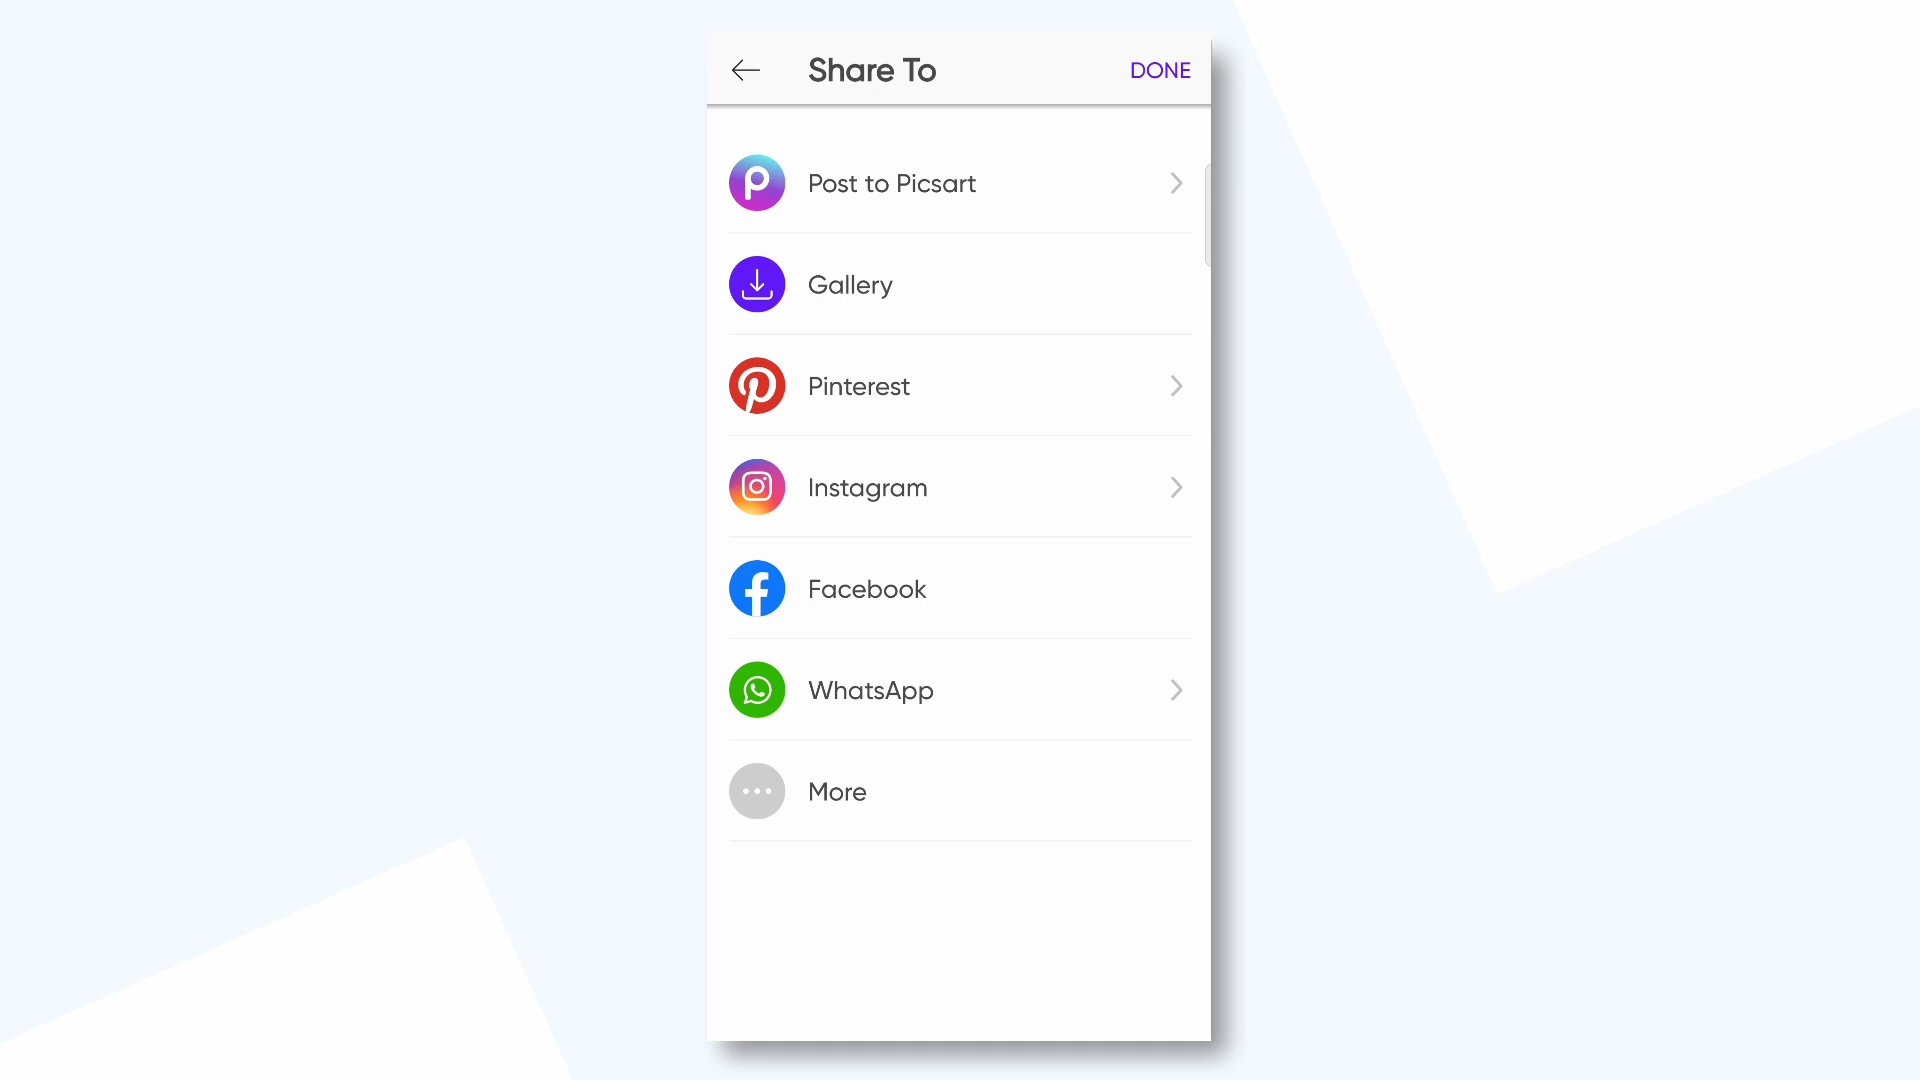 Share To
DONE
Post to Picsart
Gallery
Pinterest
Instagram
Facebook
WhatsApp
More